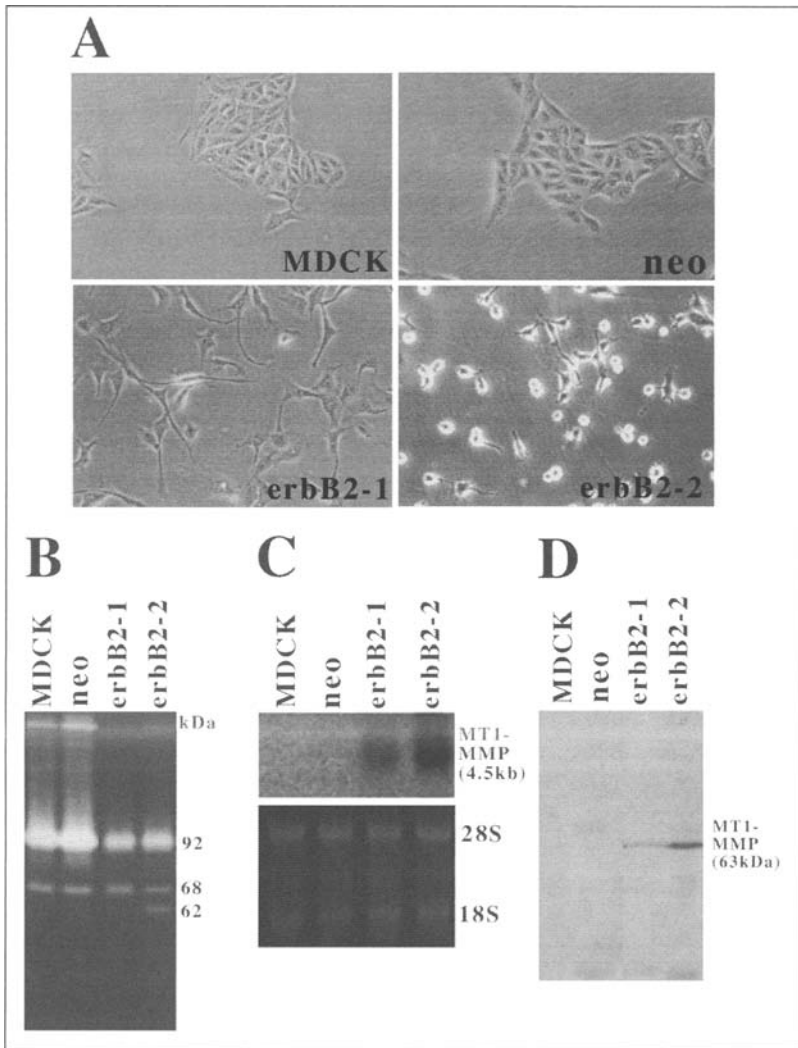 A
MDCK
neo
erbB2-1
erbB2-2
B
MDCK
neo
erbB2-1
erbB2-2
kDa
92
68
62
C
MDCK
neo
erbB2-1
erbB2-2
MT1-
MMP
(4.5kb)
28S
18S
D
MDCK
neo
erbB2-1
erbB2-2
MT1-
MMP
(63kDa)